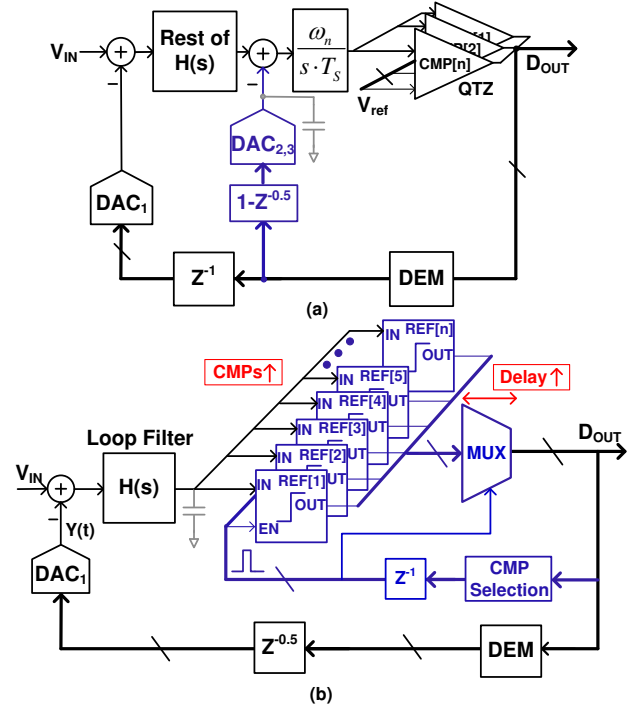 V_IN
Rest of
H(s)
ω_n
s·T_S
[1]
P[2]
CMP[n]
QTZ
D_OUT
V_ref
DAC_2,3
1-Z^-0.5
DAC_1
Z^-1
DEM
(a)
IN REF[n]
OUT
CMPs↑
IN REF[5]
IN REF[4] UT
IN REF[3] UT
IN REF[2] UT
IN REF[1] UT
OUT
EN
Delay↑
MUX
D_OUT
Loop Filter
V_IN
H(s)
Y(t)
DAC_1
Z^-1
CMP
Selection
Z^-0.5
DEM
(b)